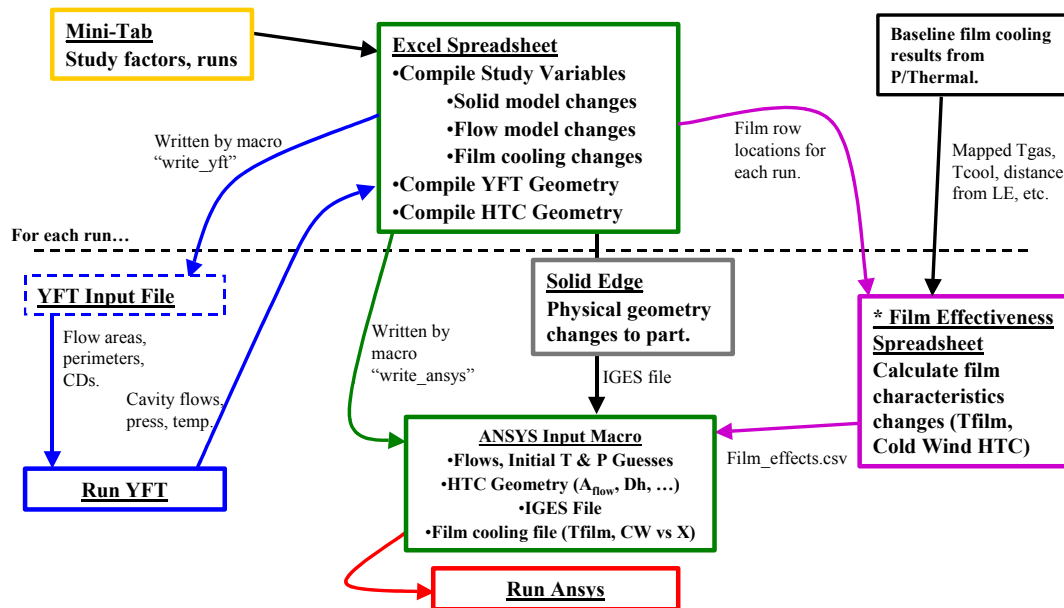 Mini-Tab
Study factors, runs
Excel Spreadsheet
•Compile Study Variables
•Solid model changes
•Flow model changes
•Film cooling changes
•Compile YFT Geometry
•Compile HTC Geometry
Baseline film cooling
results from
P/Thermal.
Written by macro
“write_yft”
Film row
locations for
each run.
Mapped Tgas,
Tcool, distance
from LE, etc.
For each run…
YFT Input File
Solid Edge
Physical geometry
changes to part.
* Film Effectiveness
Spreadsheet
Calculate film
characteristics
changes (Tfilm,
Cold Wind HTC)
Flow areas,
perimeters,
CDs.
Cavity flows,
press, temp.
Written by
macro
“write_ansys”
IGES file
Film_effects.csv
ANSYS Input Macro
•Flows, Initial T & P Guesses
•HTC Geometry (Aflow, Dh, …)
•IGES File
•Film cooling file (Tfilm, CW vs X)
Run YFT
Run Ansys